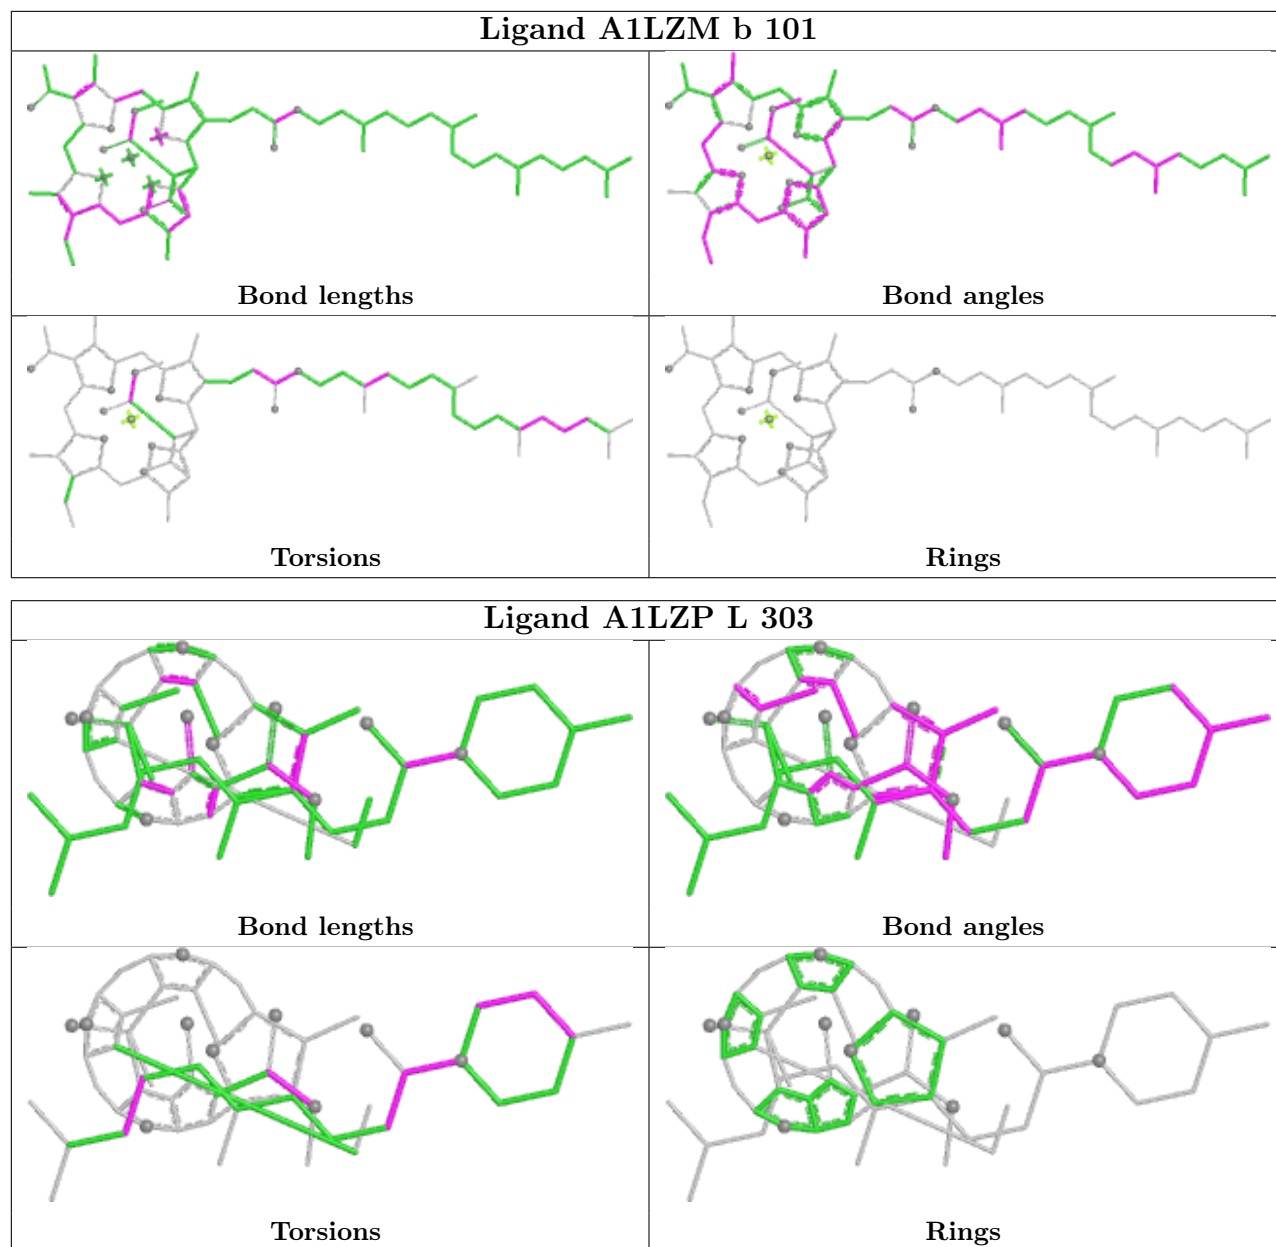 Ligand A1LZM b 101
Bond lengths
Bond angles
Torsions
Rings
Ligand A1LZP L 303
Bond lengths
Bond angles
Torsions
Rings